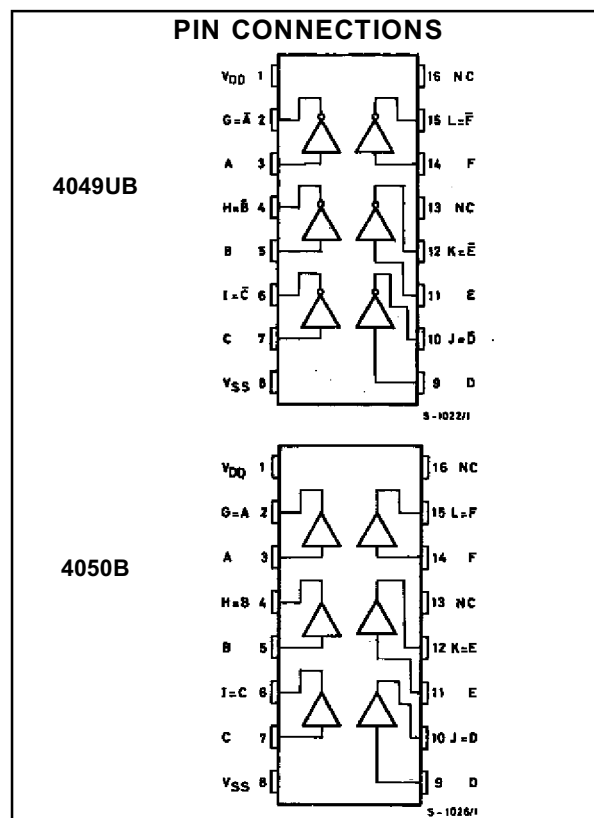 PIN CONNECTIONS
4049UB
VDD 1
16 NC
G=A̅ 2
15 L=F̅
A 3
14 F
H=B̅ 4
13 NC
B 5
12 K=E̅
I=C̅ 6
11 E
C 7
10 J=D̅
VSS 8
9 D
S-1022/1
4050B
VDD 1
16 NC
G=A 2
15 L=F
A 3
14 F
H=B 4
13 NC
B 5
12 K=E
I=C 6
11 E
C 7
10 J=D
VSS 8
9 D
S-1026/1